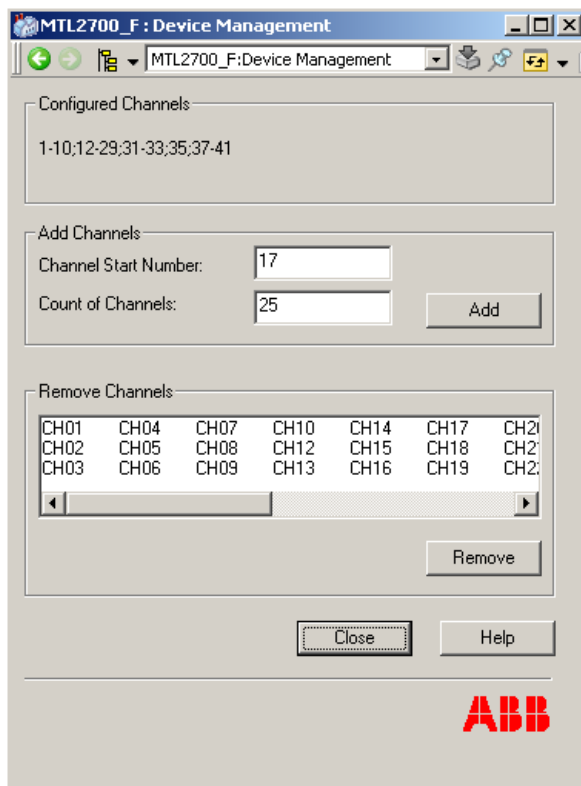 MTL2700_F : Device Management
MTL2700_F:Device Management
Configured Channels
1-10;12-29;31-33;35;37-41
Add Channels
Channel Start Number: 17
Count of Channels: 25
Add
Remove Channels
CH01 CH04 CH07 CH10 CH14 CH17
CH02 CH05 CH08 CH12 CH15 CH18
CH03 CH06 CH09 CH13 CH16 CH19
Remove
Close Help
ABB